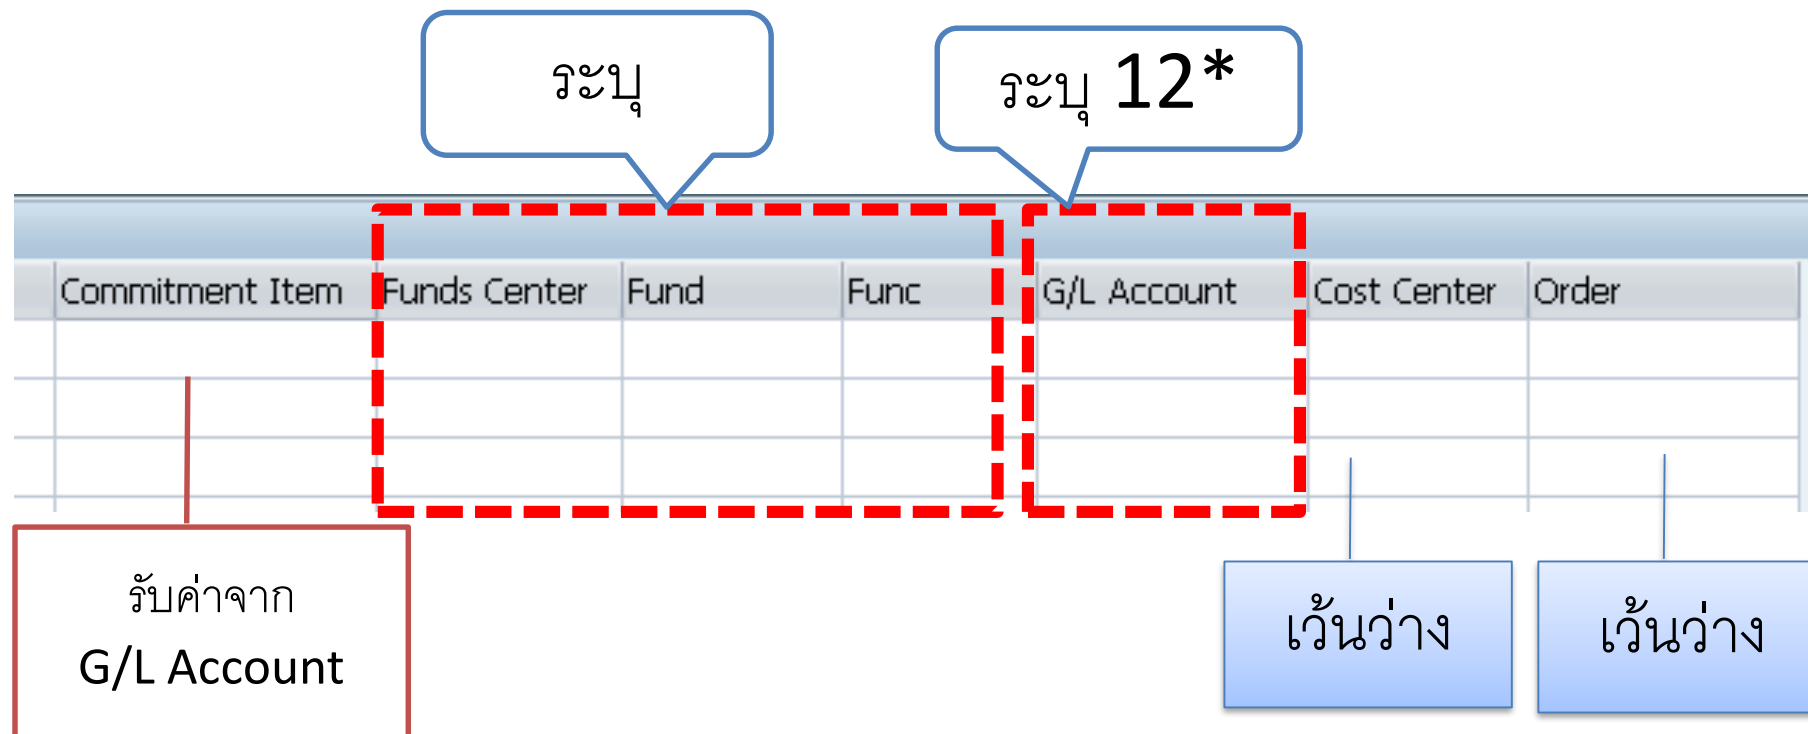 ระบุ
ระบุ 12*
Commitment Item Funds Center Fund Func G/L Account Cost Center Order
รับค่าจาก
G/L Account
เว้นว่าง
เว้นว่าง